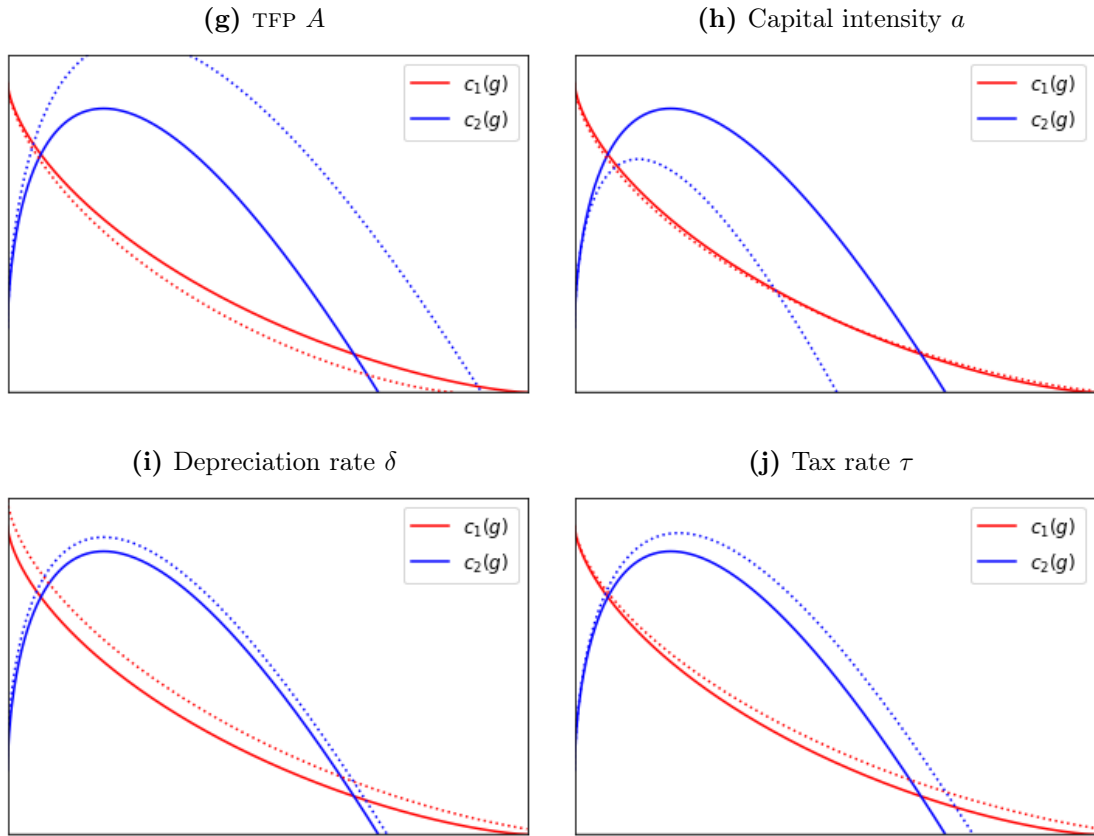 (g) TFP A
c₁(g)
c₂(g)
(h) Capital intensity a
c₁(g)
c₂(g)
(i) Depreciation rate δ
c₁(g)
c₂(g)
(j) Tax rate τ
c₁(g)
c₂(g)